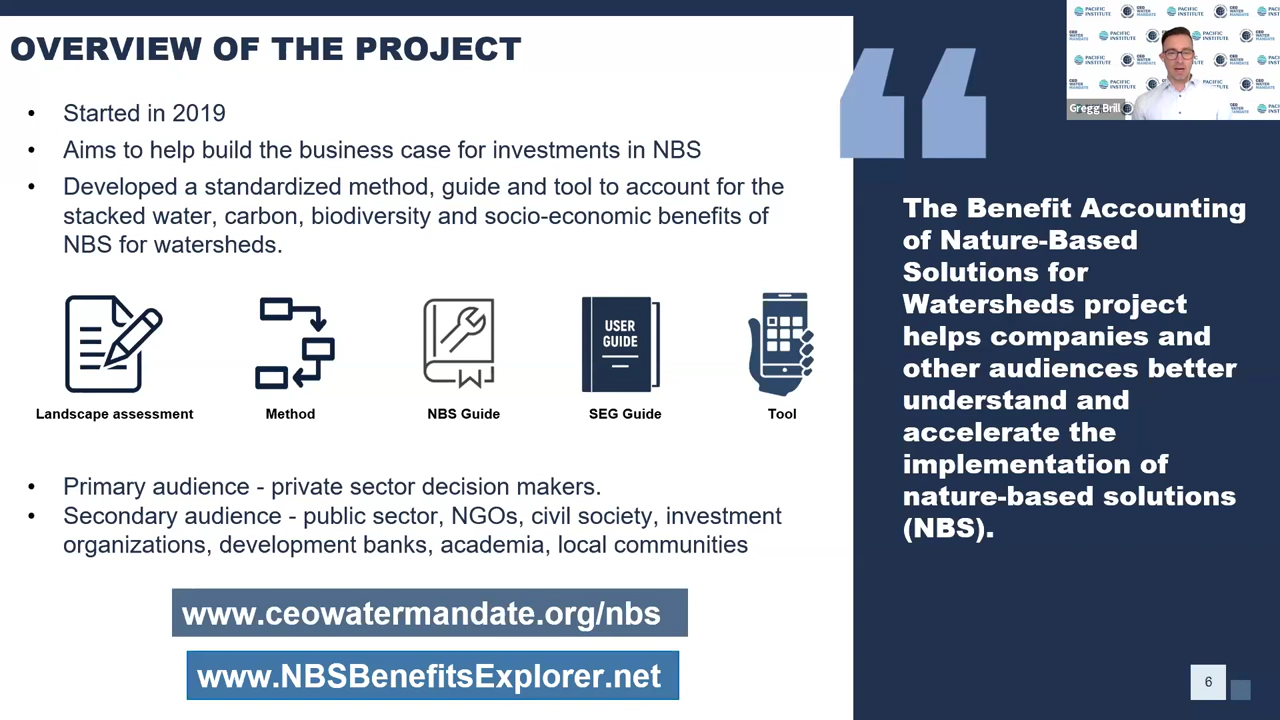 OVERVIEW OF THE PROJECT
• Started in 2019
• Aims to help build the business case for investments in NBS
• Developed a standardized method, guide and tool to account for the
stacked water, carbon, biodiversity and socio-economic benefits of
NBS for watersheds.
USER
GUIDE
Landscape assessment
Method
NBS Guide
SEG Guide
Tool
• Primary audience - private sector decision makers.
• Secondary audience - public sector, NGOs, civil society, investment
organizations, development banks, academia, local communities
www.ceowatermandate.org/nbs
www.NBSBenefitsExplorer.net
The Benefit Accounting
of Nature-Based
Solutions for
Watersheds project
helps companies and
other audiences better
understand and
accelerate the
implementation of
nature-based solutions
(NBS).
6
PACIFIC
INSTITUTE
CEO
WATER
MANDATE
Gregg Brill